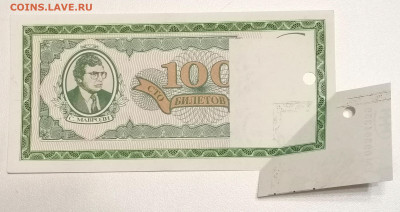 COINS.LAVE.RU
100
СТО
БИЛЕТОВ
С. МАВРОДИ